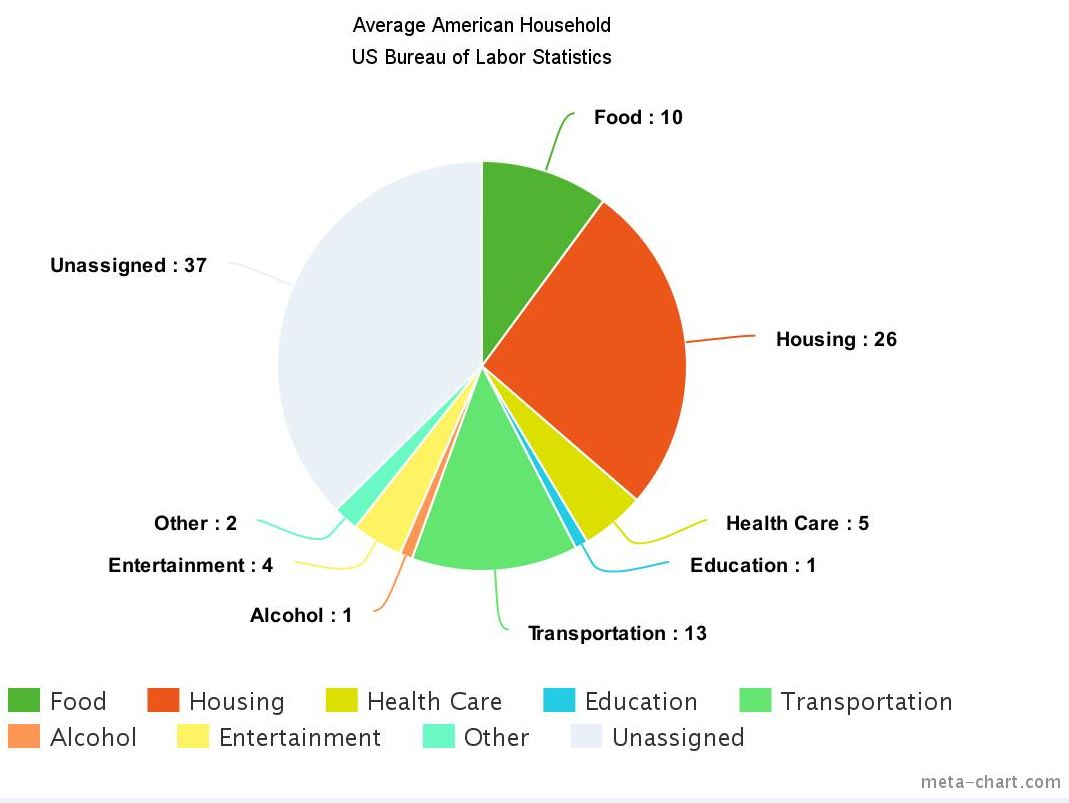 Average American Household
US Bureau of Labor Statistics
Food : 10
Unassigned : 37
Housing : 26
Other : 2
Health Care : 5
Entertainment : 4
Education : 1
Alcohol : 1
Transportation : 13
Food Housing Health Care Education Transportation
Alcohol Entertainment Other Unassigned
meta-chart.com